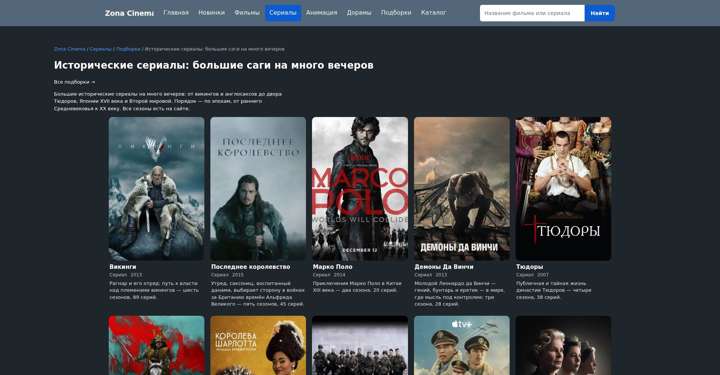 Zona Cinema
Главная Новинки Фильмы Сериалы Анимация Дорамы Подборки Каталог
Название фильма или сериала
Найти
Zona Cinema / Сериалы / Подборки / Исторические сериалы: большие саги на много вечеров
Исторические сериалы: большие саги на много вечеров
Все подборки →
Большие исторические сериалы на много вечеров: от викингов и англосаксов до двора
Тюдоров, Японии XVII века и Второй мировой. Порядок — по эпохам, от раннего
Средневековья к XX веку. Все сезоны есть на сайте.
ВИКИНГИ
ПОСЛЕДНЕЕ
КОРОЛЕВСТВО
MARCO
POLO
WORLDS WILL COLLIDE
DECEMBER 12
ДЕМОНЫ ДА ВИНЧИ
ТЮДОРЫ
Викинги
Сериал 2013
Рагнар и его отряд: путь к власти
над племенами викингов — шесть
сезонов, 89 серий.
Последнее королевство
Сериал 2015
Утред, саксонец, воспитанный
данами, выбирает сторону в войнах
за Британию времён Альфреда
Великого — пять сезонов, 45 серий.
Марко Поло
Сериал 2014
Приключения Марко Поло в Китае
XIII века — два сезона, 20 серий.
Демоны Да Винчи
Сериал 2013
Молодой Леонардо да Винчи —
гений, бунтарь и еретик — в мире,
где мысль под контролем: три
сезона, 28 серий.
Тюдоры
Сериал 2007
Публичная и тайная жизнь
династии Тюдоров — четыре
сезона, 38 серий.
КОРОЛЕВА
ШАРЛОТТА
tv+